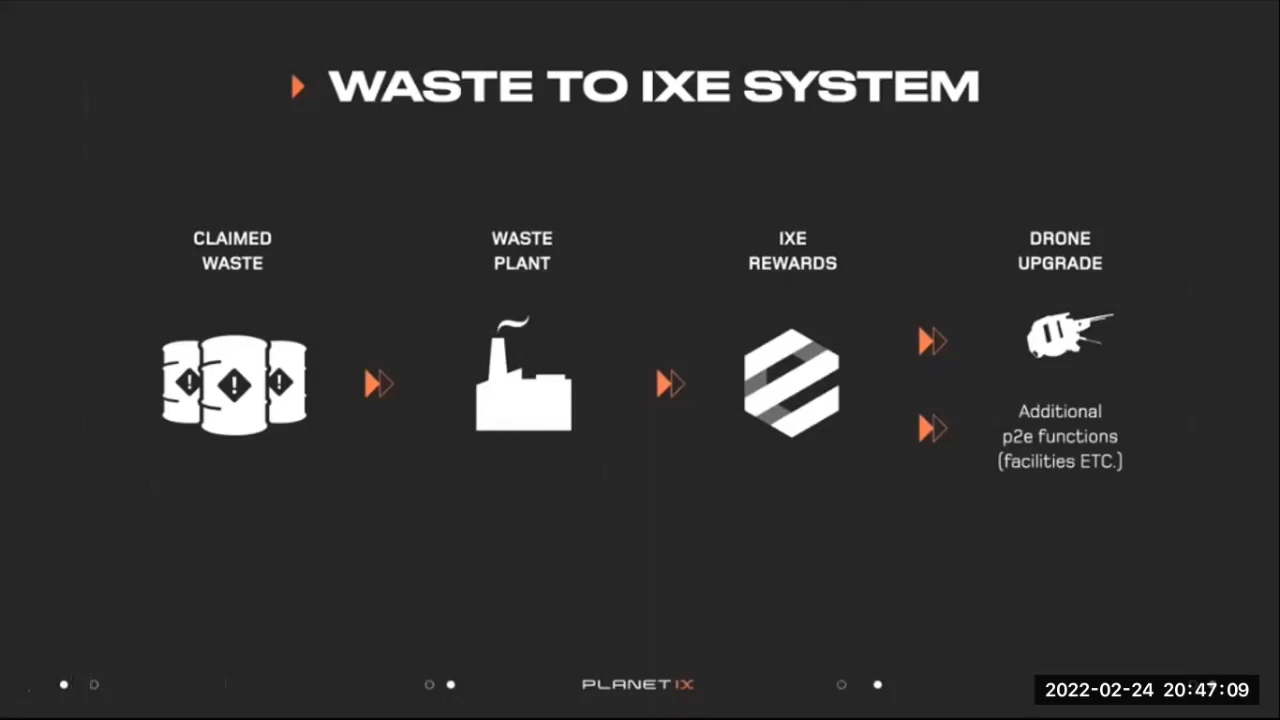 WASTE TO IXE SYSTEM
CLAIMED
WASTE
WASTE
PLANT
IXE
REWARDS
DRONE
UPGRADE
! ! !
Additional
p2e functions
(facilities ETC.)
PLANET IX
2022-02-24 20:47:09